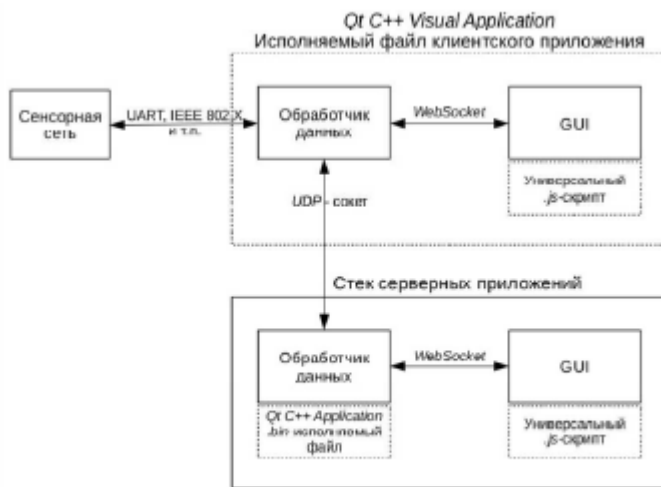 Qt C++ Visual Application
Исполняемый файл клиентского приложения
Сенсорная
сеть
UART, IEEE 802.X
и т.п.
Обработчик
данных
WebSocket
GUI
Универсальный
.js-скрипт
UDP - сокет
Стек серверных приложений
Обработчик
данных
WebSocket
GUI
Qt C++ Application
.bin исполняемый
файл
Универсальный
.js-скрипт